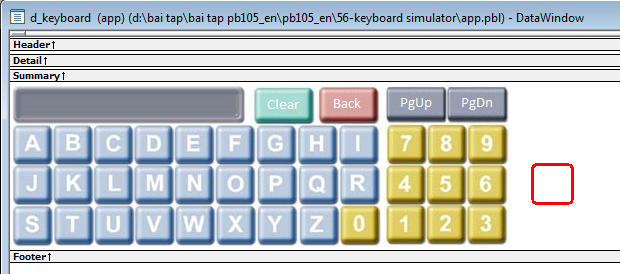 d_keyboard (app) (d:\bai tap\bai tap pb105_en\pb105_en\56-keyboard simulator\app.pbl) - DataWindow
Header↑
Detail↑
Summary↑
Clear Back PgUp PgDn
A B C D E F G H I 7 8 9
J K L M N O P Q R 4 5 6
S T U V W X Y Z 0 1 2 3
Footer↑